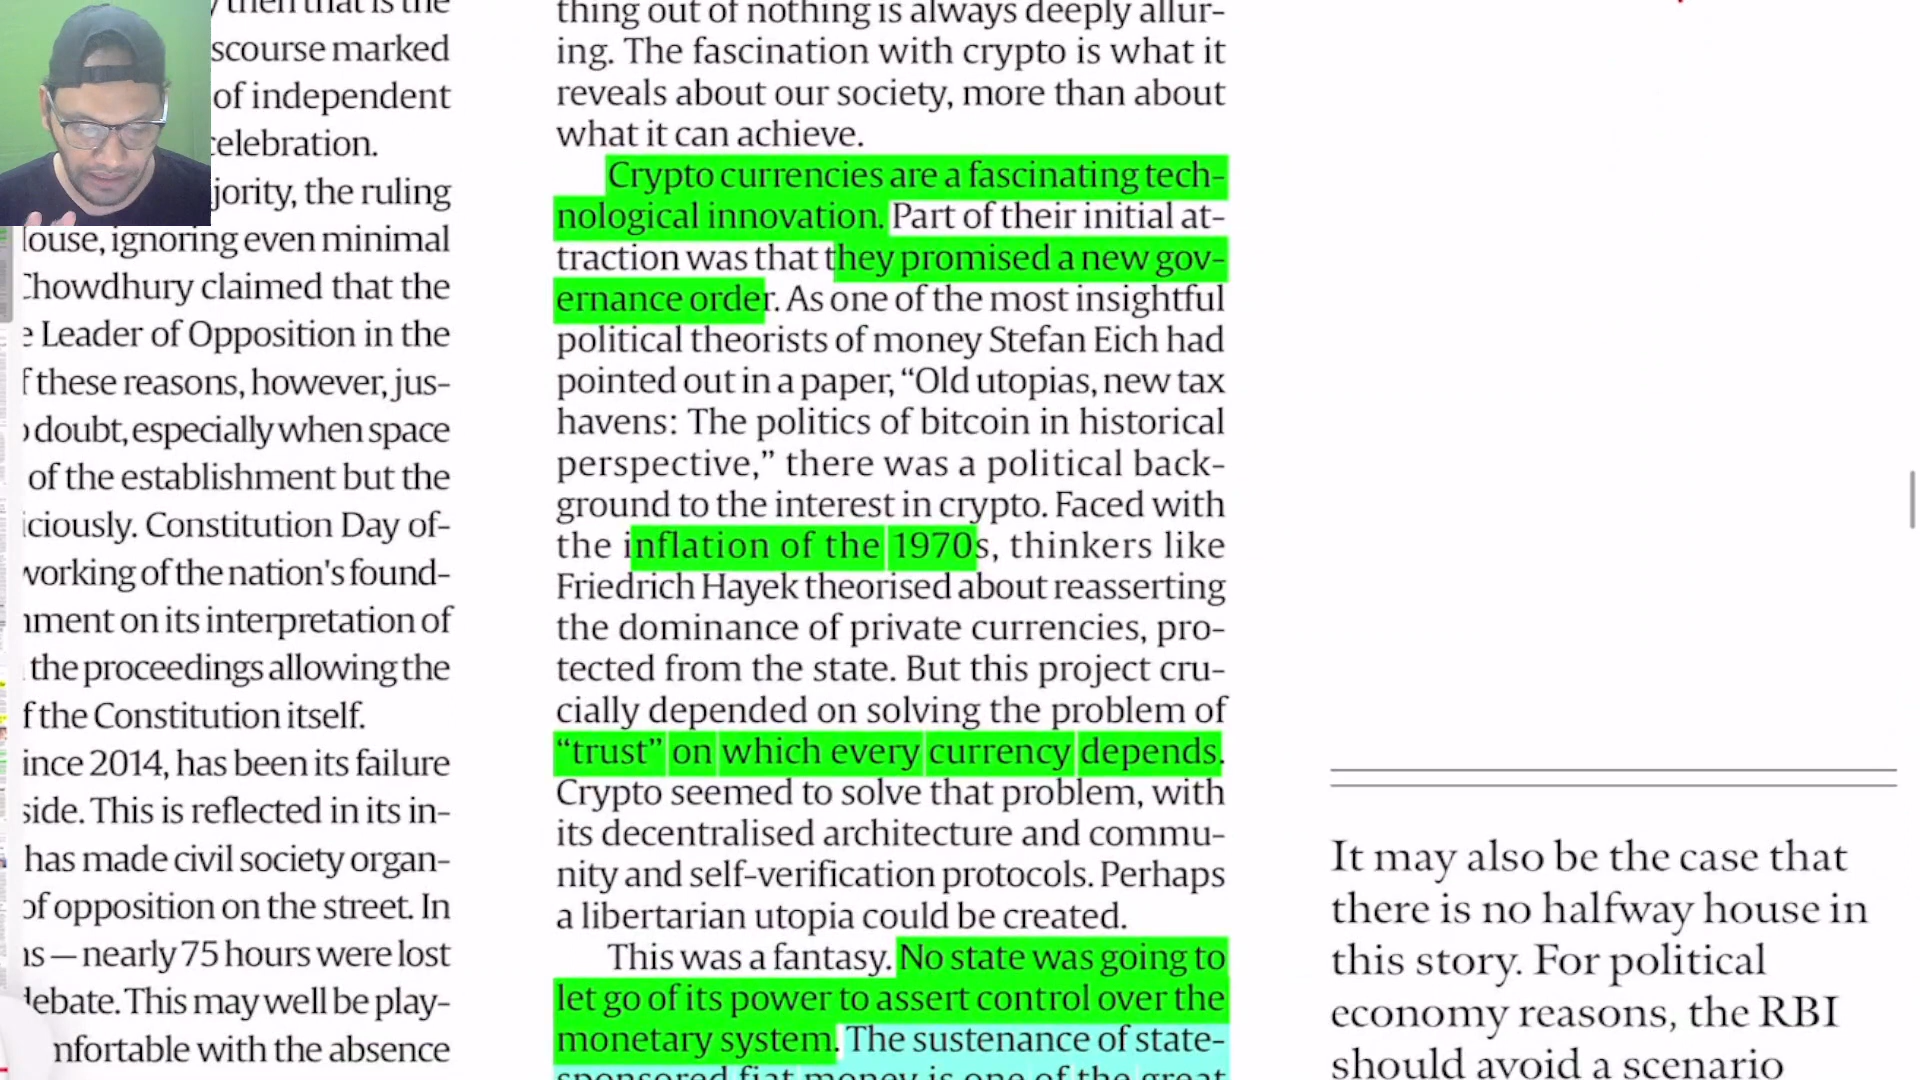 then that is the
scourse marked
of independent
celebration.
jority, the ruling
ouse, ignoring even minimal
Chowdhury claimed that the
Leader of Opposition in the
f these reasons, however, jus-
doubt, especially when space
of the establishment but the
iciously. Constitution Day of-
working of the nation's found-
nment on its interpretation of
the proceedings allowing the
f the Constitution itself.
ince 2014, has been its failure
side. This is reflected in its in-
has made civil society organ-
of opposition on the street. In
ns — nearly 75 hours were lost
debate. This may well be play-
mfortable with the absence
thing out of nothing is always deeply allur-
ing. The fascination with crypto is what it
reveals about our society, more than about
what it can achieve.
Crypto currencies are a fascinating tech-
nological innovation. Part of their initial at-
traction was that they promised a new gov-
ernance order. As one of the most insightful
political theorists of money Stefan Eich had
pointed out in a paper, “Old utopias, new tax
havens: The politics of bitcoin in historical
perspective,” there was a political back-
ground to the interest in crypto. Faced with
the inflation of the 1970s, thinkers like
Friedrich Hayek theorised about reasserting
the dominance of private currencies, pro-
tected from the state. But this project cru-
cially depended on solving the problem of
“trust” on which every currency depends.
Crypto seemed to solve that problem, with
its decentralised architecture and commu-
nity and self-verification protocols. Perhaps
a libertarian utopia could be created.
This was a fantasy. No state was going to
let go of its power to assert control over the
monetary system. The sustenance of state-
sponsored fiat money is one of the great
It may also be the case that
there is no halfway house in
this story. For political
economy reasons, the RBI
should avoid a scenario